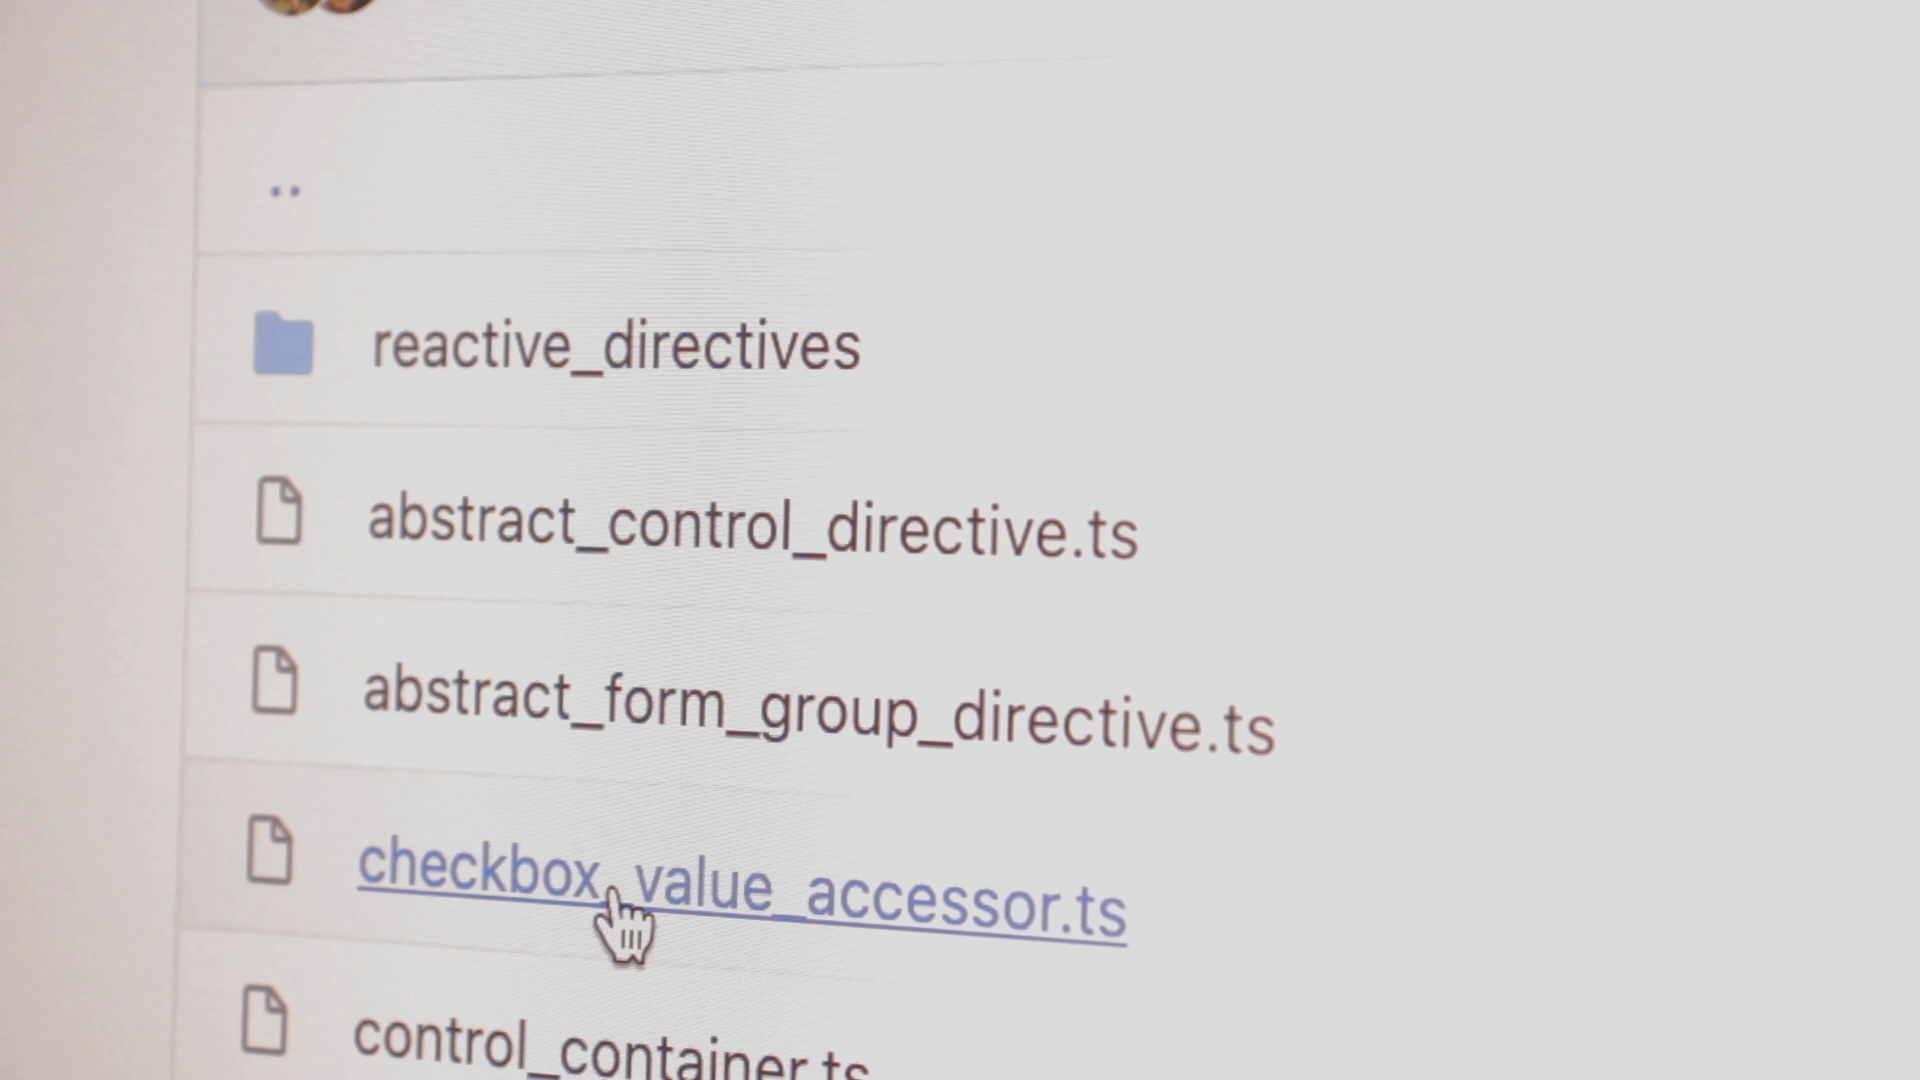 ..
reactive_directives
abstract_control_directive.ts
abstract_form_group_directive.ts
checkbox_value_accessor.ts
control_container.ts